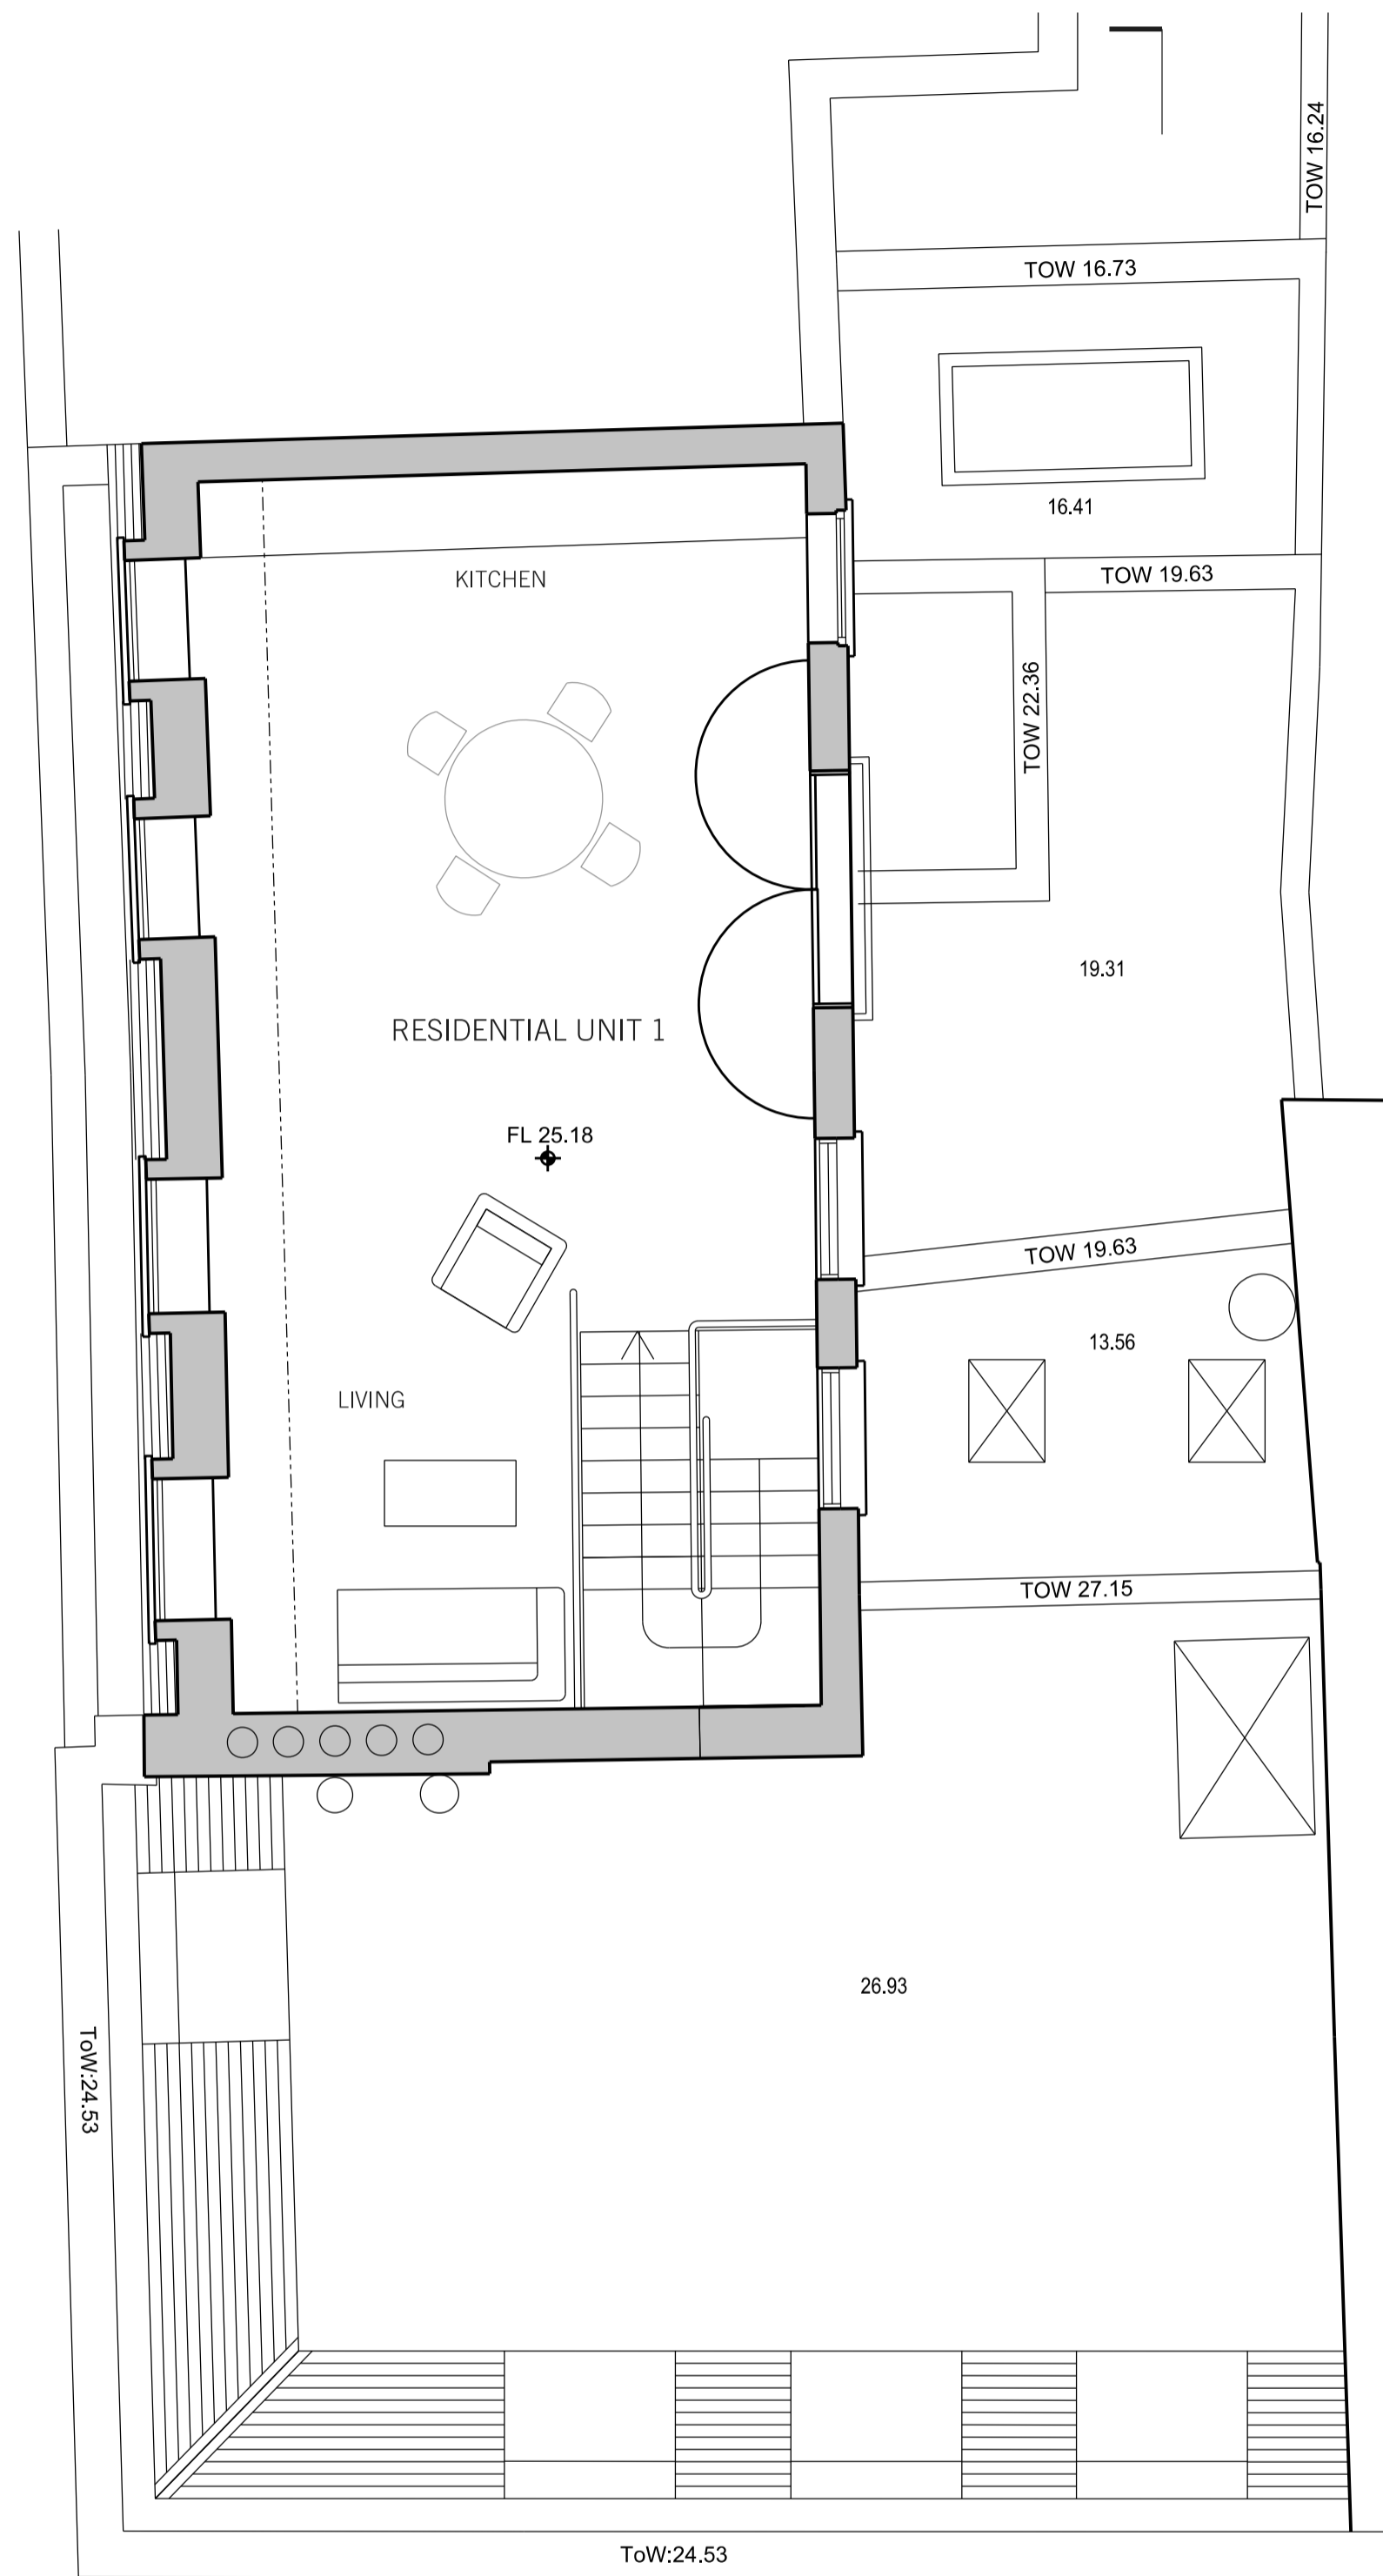 TOW 16.24
TOW 16.73
16.41
KITCHEN
TOW 19.63
TOW 22.36
19.31
RESIDENTIAL UNIT 1
FL 25.18
TOW 19.63
13.56
LIVING
TOW 27.15
26.93
ToW:24.53
ToW:24.53